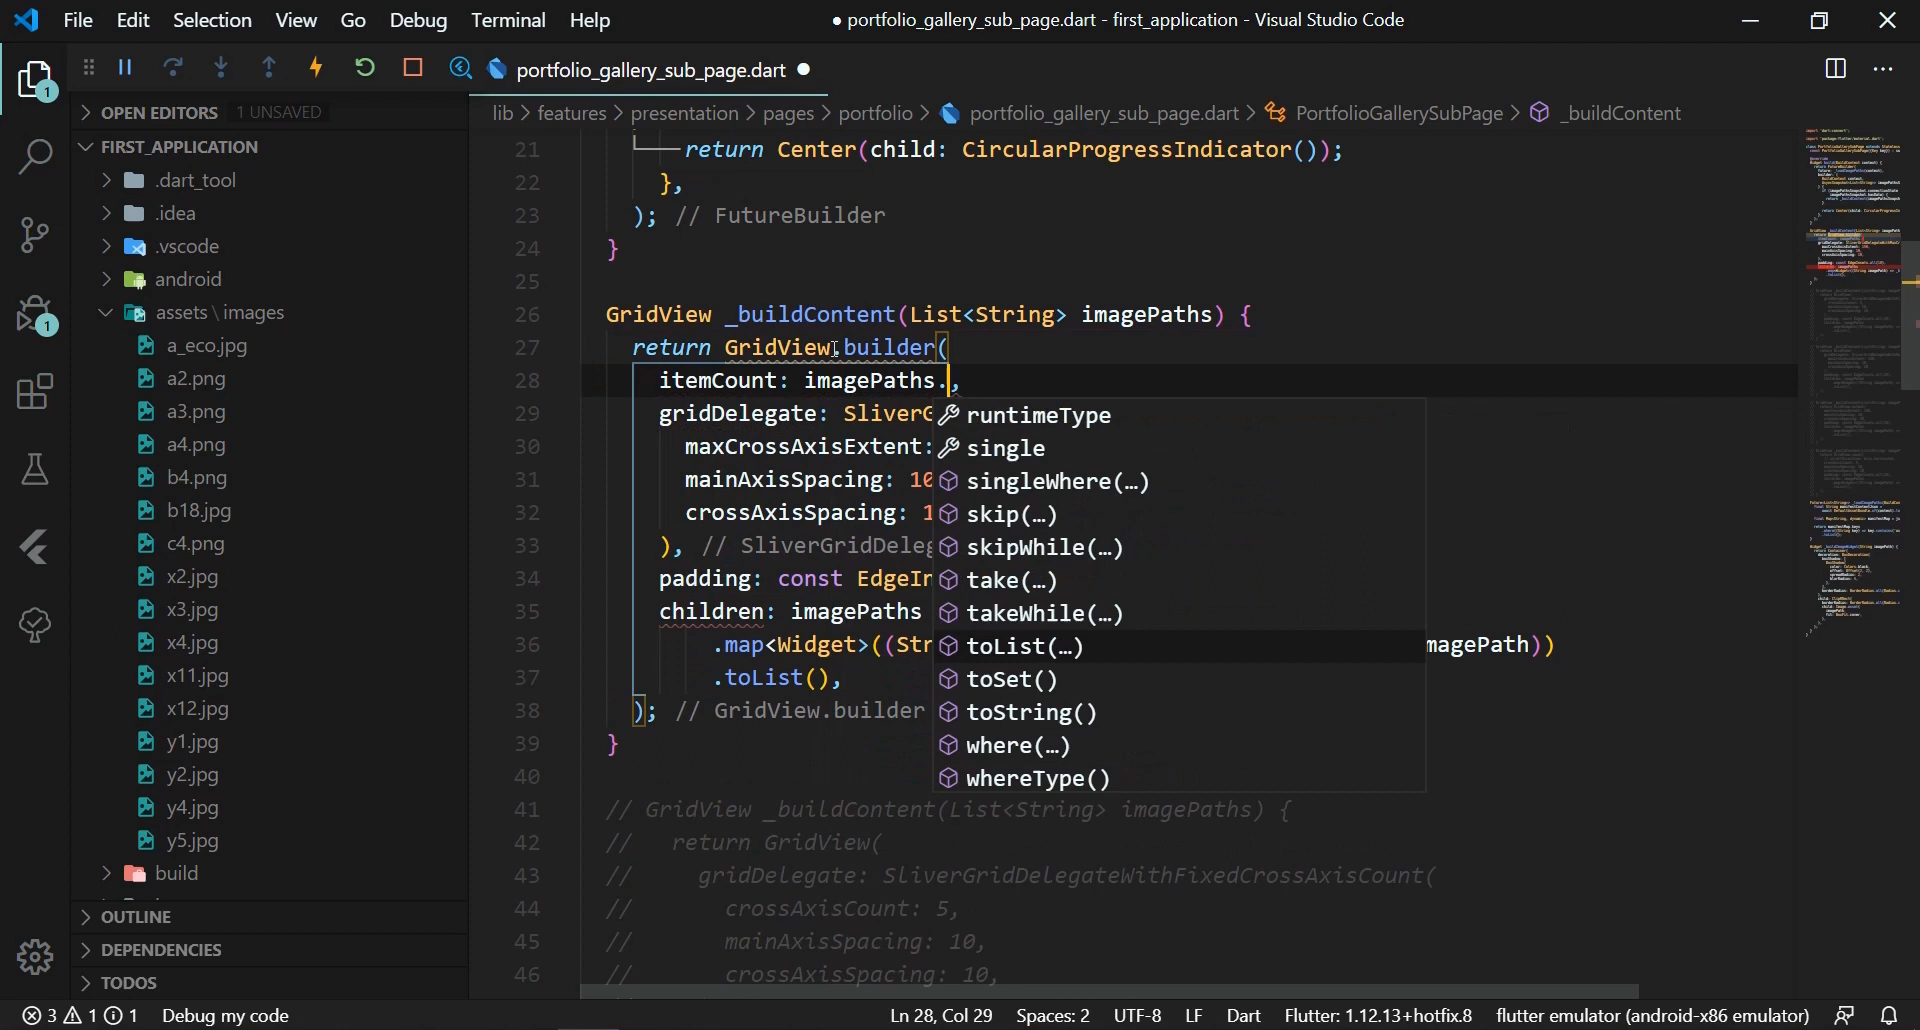 File Edit Selection View Go Debug Terminal Help
● portfolio_gallery_sub_page.dart - first_application - Visual Studio Code
portfolio_gallery_sub_page.dart
1
OPEN EDITORS 1 UNSAVED
lib > features > presentation > pages > portfolio > portfolio_gallery_sub_page.dart > PortfolioGallerySubPage > _buildContent
FIRST_APPLICATION
.dart_tool
.idea
.vscode
android
assets \ images
a_eco.jpg
a2.png
a3.png
a4.png
b4.png
b18.jpg
c4.png
x2.jpg
x3.jpg
x4.jpg
x11.jpg
x12.jpg
y1.jpg
y2.jpg
y4.jpg
y5.jpg
build
OUTLINE
DEPENDENCIES
TODOS
1
21 return Center(child: CircularProgressIndicator());
22 },
23 ); // FutureBuilder
24 }
25
26 GridView _buildContent(List<String> imagePaths) {
27 return GridView.builder(
28 itemCount: imagePaths.,
29 gridDelegate: SliverG
30 maxCrossAxisExtent:
31 mainAxisSpacing: 10
32 crossAxisSpacing: 1
33 ), // SliverGridDeleg
34 padding: const EdgeIn
35 children: imagePaths
36 .map<Widget>((Str magePath))
37 .toList(),
38 ); // GridView.builder
39 }
40
41 // GridView _buildContent(List<String> imagePaths) {
42 // return GridView(
43 // gridDelegate: SliverGridDelegateWithFixedCrossAxisCount(
44 // crossAxisCount: 5,
45 // mainAxisSpacing: 10,
46 // crossAxisSpacing: 10,
runtimeType
single
singleWhere(…)
skip(…)
skipWhile(…)
take(…)
takeWhile(…)
toList(…)
toSet()
toString()
where(…)
whereType()
3 1 1 Debug my code
Ln 28, Col 29 Spaces: 2 UTF-8 LF Dart Flutter: 1.12.13+hotfix.8 flutter emulator (android-x86 emulator)